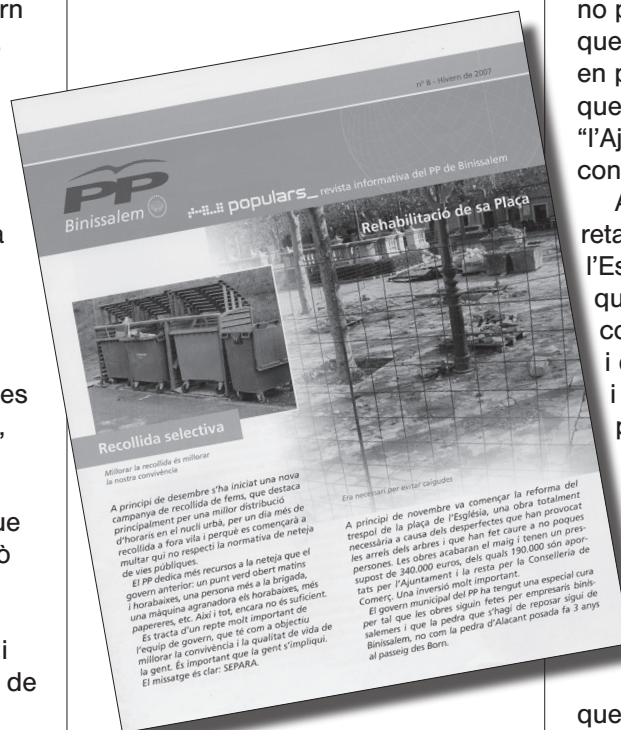 rn
a
es
,
ue
ò
i
de
nº 8 - Hivern de 2007
PP
Binissalem
populars_ revista informativa del PP de Binissalem
Rehabilitació de sa Plaça
Recollida selectiva
Millorar la recollida és millorar
la nostra convivència
A principi de desembre s'ha iniciat una nova
campanya de recollida de fems, que destaca
principalment per una millor distribució
d'horaris en el nucli urbà, per un dia més de
recollida a fora vila i perquè es començarà a
multar qui no respecti la normativa de neteja
de vies públiques.
El PP dedica més recursos a la neteja que el
govern anterior: un punt verd obert matins
i horabaixes, una persona més a la brigada,
una màquina agranadora els horabaixes, més
papereres, etc. Així i tot, encara no és suficient.
Es tracta d'un repte molt important de
l'equip de govern, que té com a objectiu
millorar la convivència i la qualitat de vida de
la gent. És important que la gent s'impliqui.
El missatge és clar: SEPARA.
Era necessari per evitar caigudes
A principi de novembre va començar la reforma del
trespol de la plaça de l'Església, una obra totalment
necessària a causa dels desperfectes que han provocat
les arrels dels arbres i que han fet caure a no poques
persones. Les obres acabaran el maig i tenen un pres-
supost de 340.000 euros, dels quals 190.000 són apor-
tats per l'Ajuntament i la resta per la Conselleria de
Comerç. Una inversió molt important.
El govern municipal del PP ha tengut una especial cura
per tal que les obres siguin fetes per empresaris binis-
salemers i que la pedra que s'hagi de reposar sigui de
Binissalem, no com la pedra d'Alacant posada fa 3 anys
al passeig des Born.
no p
que
en p
que
"l'Aj
con
A
reta
l'Es
qu
co
i
i
p
que